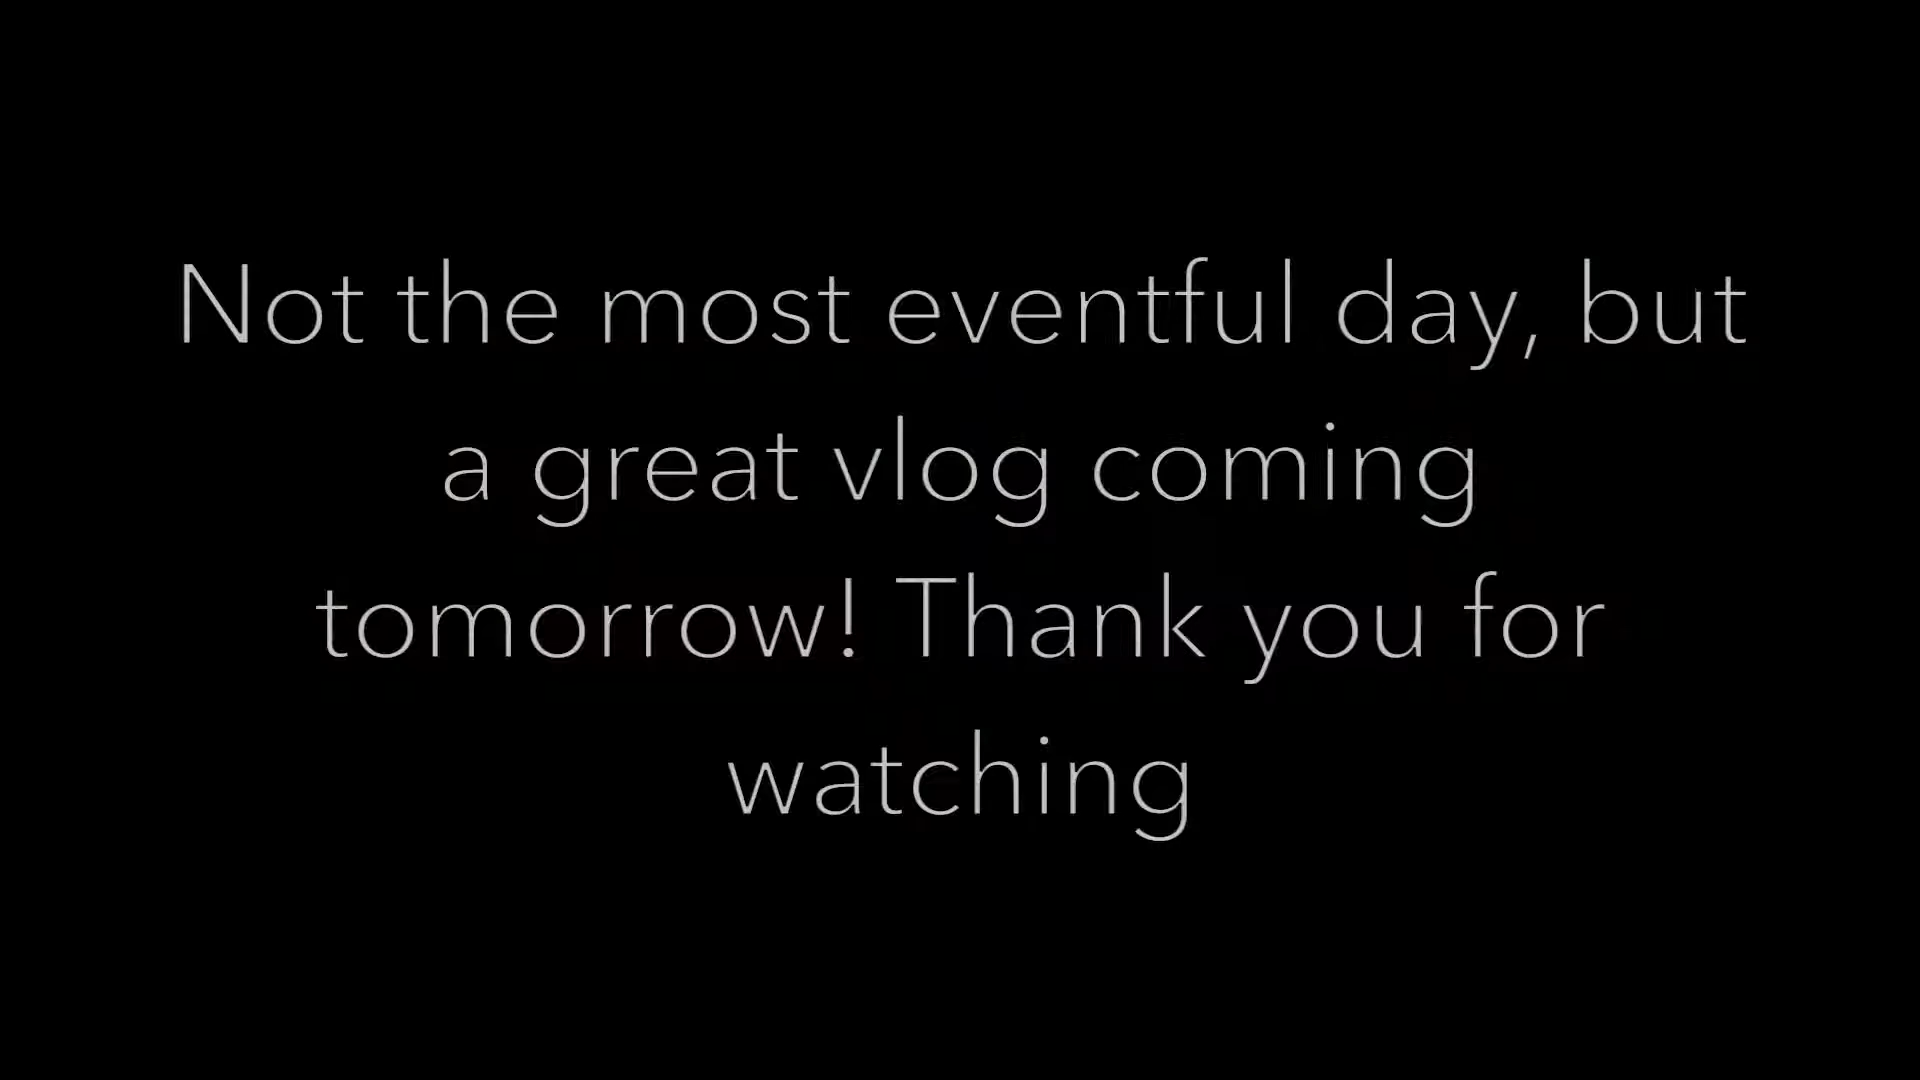 Not the most eventful day, but
a great vlog coming
tomorrow! Thank you for
watching